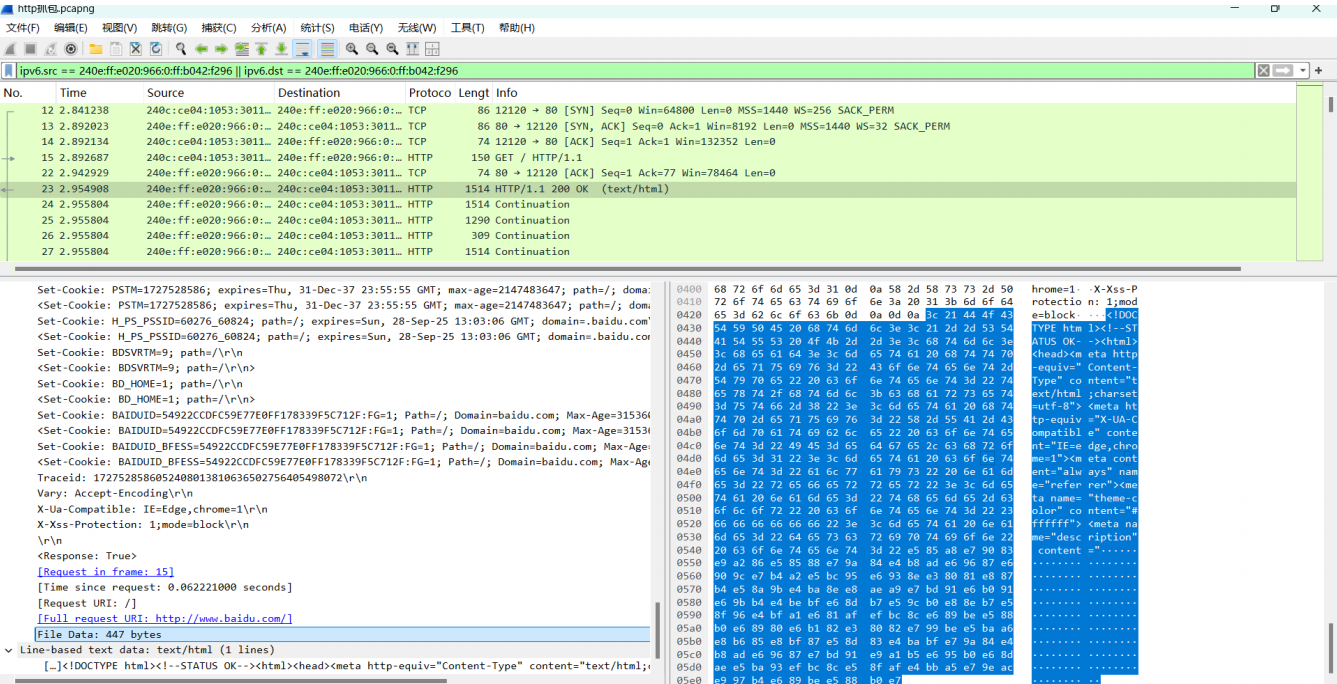 http抓包.pcapng
文件(F) 编辑(E) 视图(V) 跳转(G) 捕获(C) 分析(A) 统计(S) 电话(Y) 无线(W) 工具(T) 帮助(H)
ipv6.src == 240e:ff:e020:966:0:ff:b042:f296 || ipv6.dst == 240e:ff:e020:966:0:ff:b042:f296
No. Time Source Destination Protoco Lengt Info
12 2.841238 240c:ce04:1053:3011… 240e:ff:e020:966:0:… TCP 86 12120 → 80 [SYN] Seq=0 Win=64800 Len=0 MSS=1440 WS=256 SACK_PERM
13 2.892023 240e:ff:e020:966:0:… 240c:ce04:1053:3011… TCP 86 80 → 12120 [SYN, ACK] Seq=0 Ack=1 Win=8192 Len=0 MSS=1440 WS=32 SACK_PERM
14 2.892134 240c:ce04:1053:3011… 240e:ff:e020:966:0:… TCP 74 12120 → 80 [ACK] Seq=1 Ack=1 Win=132352 Len=0
15 2.892687 240c:ce04:1053:3011… 240e:ff:e020:966:0:… HTTP 150 GET / HTTP/1.1
22 2.942929 240e:ff:e020:966:0:… 240c:ce04:1053:3011… TCP 74 80 → 12120 [ACK] Seq=1 Ack=77 Win=78464 Len=0
23 2.954908 240e:ff:e020:966:0:… 240c:ce04:1053:3011… HTTP 1514 HTTP/1.1 200 OK (text/html)
24 2.955804 240e:ff:e020:966:0:… 240c:ce04:1053:3011… HTTP 1514 Continuation
25 2.955804 240e:ff:e020:966:0:… 240c:ce04:1053:3011… HTTP 1290 Continuation
26 2.955804 240e:ff:e020:966:0:… 240c:ce04:1053:3011… HTTP 309 Continuation
27 2.955804 240e:ff:e020:966:0:… 240c:ce04:1053:3011… HTTP 1514 Continuation
Set-Cookie: PSTM=1727528586; expires=Thu, 31-Dec-37 23:55:55 GMT; max-age=2147483647; path=/; doma
<Set-Cookie: PSTM=1727528586; expires=Thu, 31-Dec-37 23:55:55 GMT; max-age=2147483647; path=/; dom
Set-Cookie: H_PS_PSSID=60276_60824; path=/; expires=Sun, 28-Sep-25 13:03:06 GMT; domain=.baidu.com
<Set-Cookie: H_PS_PSSID=60276_60824; path=/; expires=Sun, 28-Sep-25 13:03:06 GMT; domain=.baidu.co
Set-Cookie: BDSVRTM=9; path=/\r\n
<Set-Cookie: BDSVRTM=9; path=/\r\n>
Set-Cookie: BD_HOME=1; path=/\r\n
<Set-Cookie: BD_HOME=1; path=/\r\n>
Set-Cookie: BAIDUID=54922CCDFC59E77E0FF178339F5C712F:FG=1; Path=/; Domain=baidu.com; Max-Age=31536
<Set-Cookie: BAIDUID=54922CCDFC59E77E0FF178339F5C712F:FG=1; Path=/; Domain=baidu.com; Max-Age=3153
Set-Cookie: BAIDUID_BFESS=54922CCDFC59E77E0FF178339F5C712F:FG=1; Path=/; Domain=baidu.com; Max-Age
<Set-Cookie: BAIDUID_BFESS=54922CCDFC59E77E0FF178339F5C712F:FG=1; Path=/; Domain=baidu.com; Max-Ag
Traceid: 1727528586052408013810636502756405498072\r\n
Vary: Accept-Encoding\r\n
X-Ua-Compatible: IE=Edge,chrome=1\r\n
X-Xss-Protection: 1;mode=block\r\n
\r\n
<Response: True>
[Request in frame: 15]
[Time since request: 0.062221000 seconds]
[Request URI: /]
[Full request URI: http://www.baidu.com/]
File Data: 447 bytes
Line-based text data: text/html (1 lines)
[…]<!DOCTYPE html><!--STATUS OK--><html><head><meta http-equiv="Content-Type" content="text/html;c
0400 68 72 6f 6d 65 3d 31 0d 0a 58 2d 58 73 73 2d 50 hrome=1· ·X-Xss-P
0410 72 6f 74 65 63 74 69 6f 6e 3a 20 31 3b 6d 6f 64 rotectio n: 1;mod
0420 65 3d 62 6c 6f 63 6b 0d 0a 0d 0a 3c 21 44 4f 43 e=block· ···<!DOC
0430 54 59 50 45 20 68 74 6d 6c 3e 3c 21 2d 2d 53 54 TYPE htm l><!--ST
0440 41 54 55 53 20 4f 4b 2d 2d 3e 3c 68 74 6d 6c 3e ATUS OK- -><html>
0450 3c 68 65 61 64 3e 3c 6d 65 74 61 20 68 74 74 70 <head><m eta http
0460 2d 65 71 75 69 76 3d 22 43 6f 6e 74 65 6e 74 2d -equiv=" Content-
0470 54 79 70 65 22 20 63 6f 6e 74 65 6e 74 3d 22 74 Type" co ntent="t
0480 65 78 74 2f 68 74 6d 6c 3b 63 68 61 72 73 65 74 ext/html ;charset
0490 3d 75 74 66 2d 38 22 3e 3c 6d 65 74 61 20 68 74 =utf-8"> <meta ht
04a0 74 70 2d 65 71 75 69 76 3d 22 58 2d 55 41 2d 43 tp-equiv ="X-UA-C
04b0 6f 6d 70 61 74 69 62 6c 65 22 20 63 6f 6e 74 65 ompatibl e" conte
04c0 6e 74 3d 22 49 45 3d 65 64 67 65 2c 63 68 72 6f nt="IE=e dge,chro
04d0 6d 65 3d 31 22 3e 3c 6d 65 74 61 20 63 6f 6e 74 me=1"><m eta cont
04e0 65 6e 74 3d 22 61 6c 77 61 79 73 22 20 6e 61 6d ent="alw ays" nam
04f0 65 3d 22 72 65 66 65 72 72 65 72 22 3e 3c 6d 65 e="refer rer"><me
0500 74 61 20 6e 61 6d 65 3d 22 74 68 65 6d 65 2d 63 ta name= "theme-c
0510 6f 6c 6f 72 22 20 63 6f 6e 74 65 6e 74 3d 22 23 olor" co ntent="#
0520 66 66 66 66 66 66 22 3e 3c 6d 65 74 61 20 6e 61 ffffff"> <meta na
0530 6d 65 3d 22 64 65 73 63 72 69 70 74 69 6f 6e 22 me="desc ription"
0540 20 63 6f 6e 74 65 6e 74 3d 22 e5 85 a8 e7 90 83 content ="······
0550 e9 a2 86 e5 85 88 e7 9a 84 e4 b8 ad e6 96 87 e6 ········ ········
0560 90 9c e7 b4 a2 e5 bc 95 e6 93 8e e3 80 81 e8 87 ········ ········
0570 b4 e5 8a 9b e4 ba 8e e8 ae a9 e7 bd 91 e6 b0 91 ········ ········
0580 e6 9b b4 e4 be bf e6 8d b7 e5 9c b0 e8 8e b7 e5 ········ ········
0590 8f 96 e4 bf a1 e6 81 af ef bc 8c e6 89 be e5 88 ········ ········
05a0 b0 e6 89 80 e6 b1 82 e3 80 82 e7 99 be e5 ba a6 ········ ········
05b0 e8 b6 85 e8 bf 87 e5 8d 83 e4 ba bf e7 9a 84 e4 ········ ········
05c0 b8 ad e6 96 87 e7 bd 91 e9 a1 b5 e6 95 b0 e6 8d ········ ········
05d0 ae e5 ba 93 ef bc 8c e5 8f af e4 bb a5 e7 9e ac ········ ········
05e0 e9 97 b4 e6 89 be e5 88 b0 e7 ········ ··